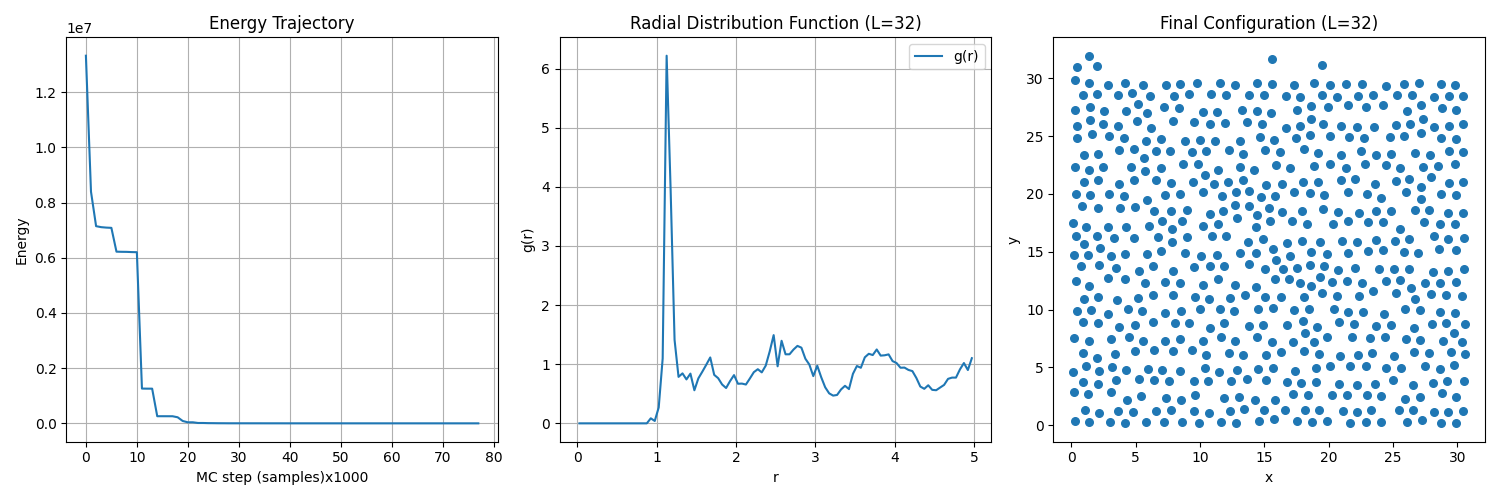 Energy Trajectory
1e7
1.2
1.0
0.8
0.6
0.4
0.2
0.0
Energy
0 10 20 30 40 50 60 70 80
MC step (samples)x1000
Radial Distribution Function (L=32)
g(r)
6
5
4
3
2
1
0
g(r)
0 1 2 3 4 5
r
Final Configuration (L=32)
30
25
20
15
10
5
0
y
0 5 10 15 20 25 30
x